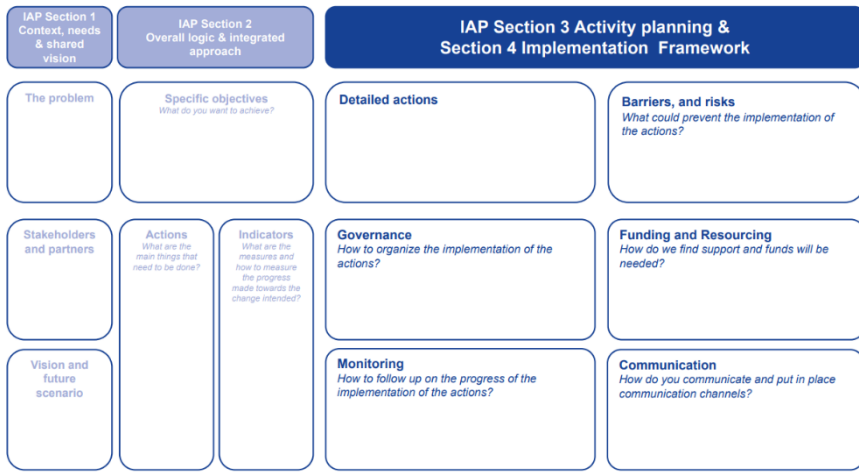 IAP Section 1
Context, needs
& shared
vision
IAP Section 2
Overall logic & integrated
approach
IAP Section 3 Activity planning &
Section 4 Implementation Framework
The problem
Specific objectives
What do you want to achieve?
Detailed actions
Barriers, and risks
What could prevent the implementation of
the actions?
Stakeholders
and partners
Actions
What are the
main things that
need to be done?
Indicators
What are the
measures and
how to measure
the progress
made towards the
change intended?
Governance
How to organize the implementation of the
actions?
Funding and Resourcing
How do we find support and funds will be
needed?
Vision and
future
scenario
Monitoring
How to follow up on the progress of the
implementation of the actions?
Communication
How do you communicate and put in place
communication channels?